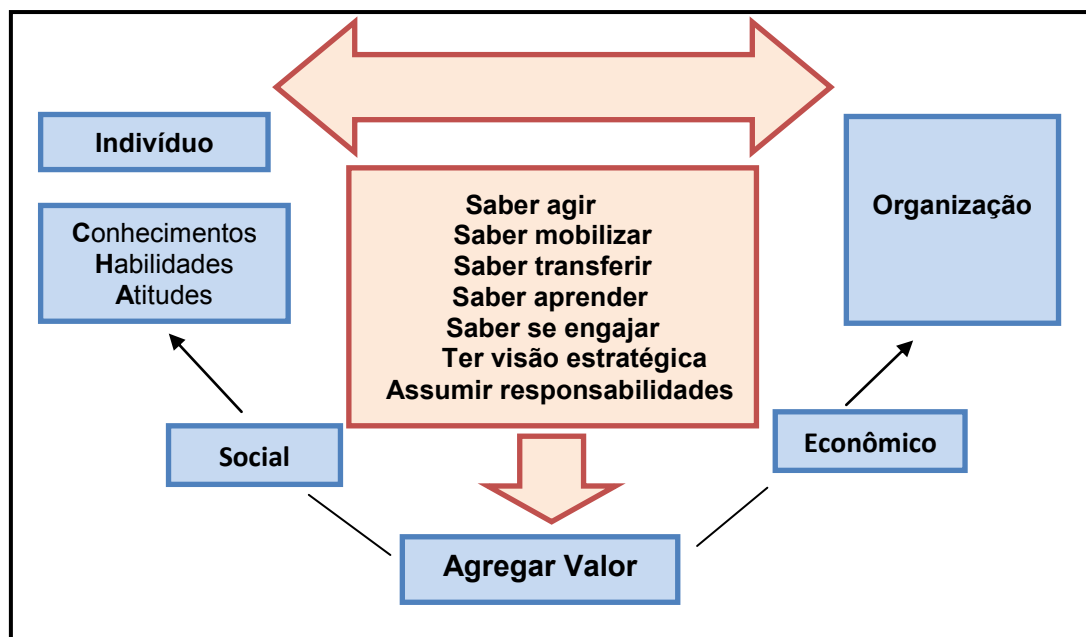 Indivíduo
Conhecimentos
Habilidades
Atitudes
Saber agir
Saber mobilizar
Saber transferir
Saber aprender
Saber se engajar
Ter visão estratégica
Assumir responsabilidades
Organização
Social
Econômico
Agregar Valor